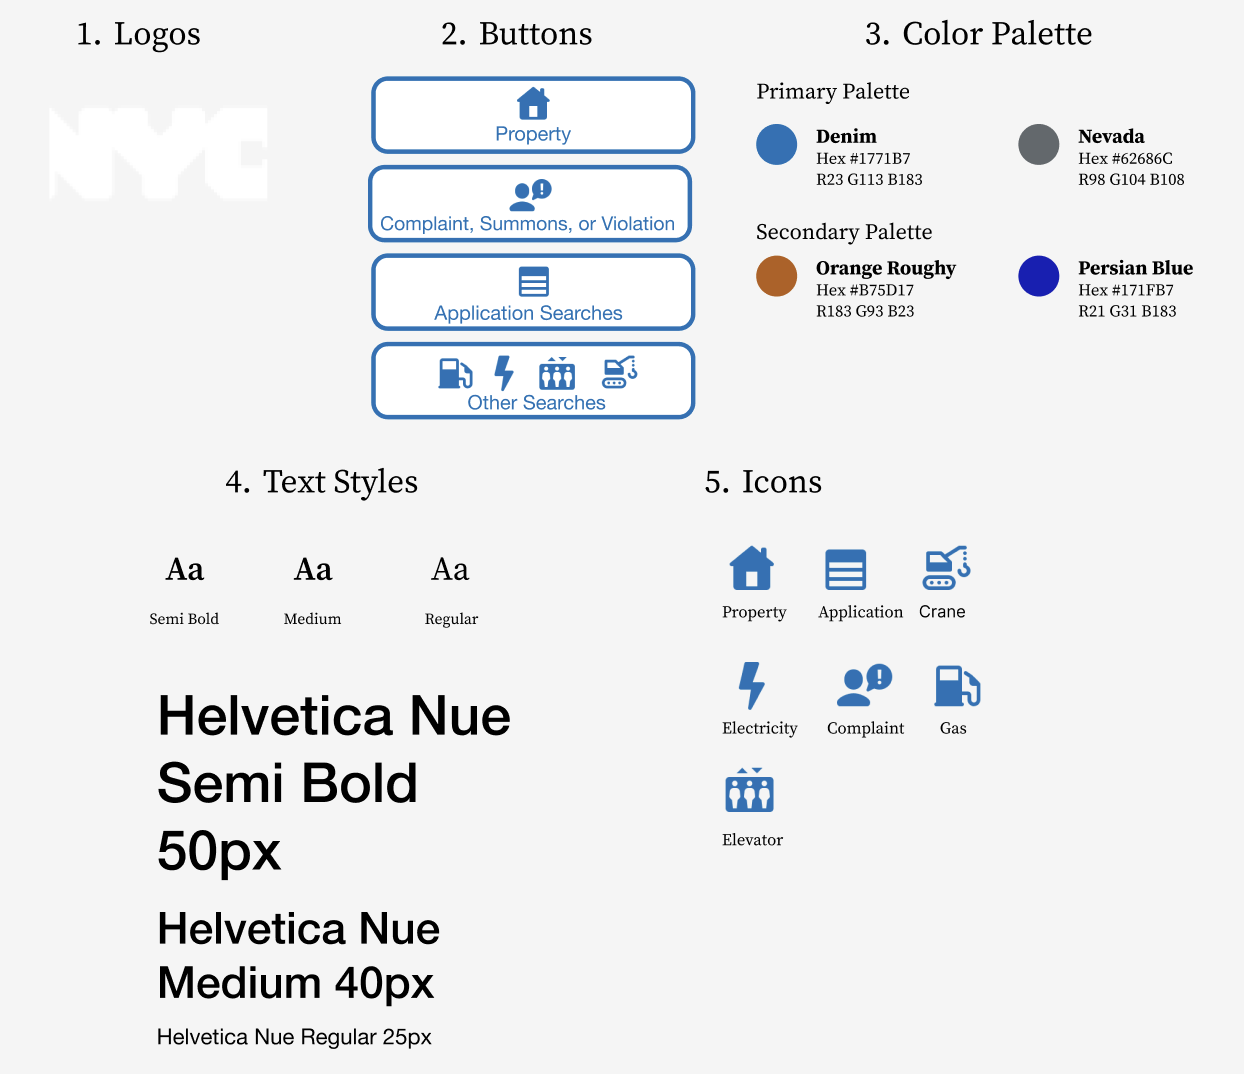 1. Logos
NYC
2. Buttons
Property
Complaint, Summons, or Violation
Application Searches
Other Searches
3. Color Palette
Primary Palette
Denim
Hex #1771B7
R23 G113 B183
Nevada
Hex #62686C
R98 G104 B108
Secondary Palette
Orange Roughy
Hex #B75D17
R183 G93 B23
Persian Blue
Hex #171FB7
R21 G31 B183
4. Text Styles
Aa
Semi Bold
Aa
Medium
Aa
Regular
Helvetica Nue
Semi Bold
50px
Helvetica Nue
Medium 40px
Helvetica Nue Regular 25px
5. Icons
Property
Application
Crane
Electricity
Complaint
Gas
Elevator